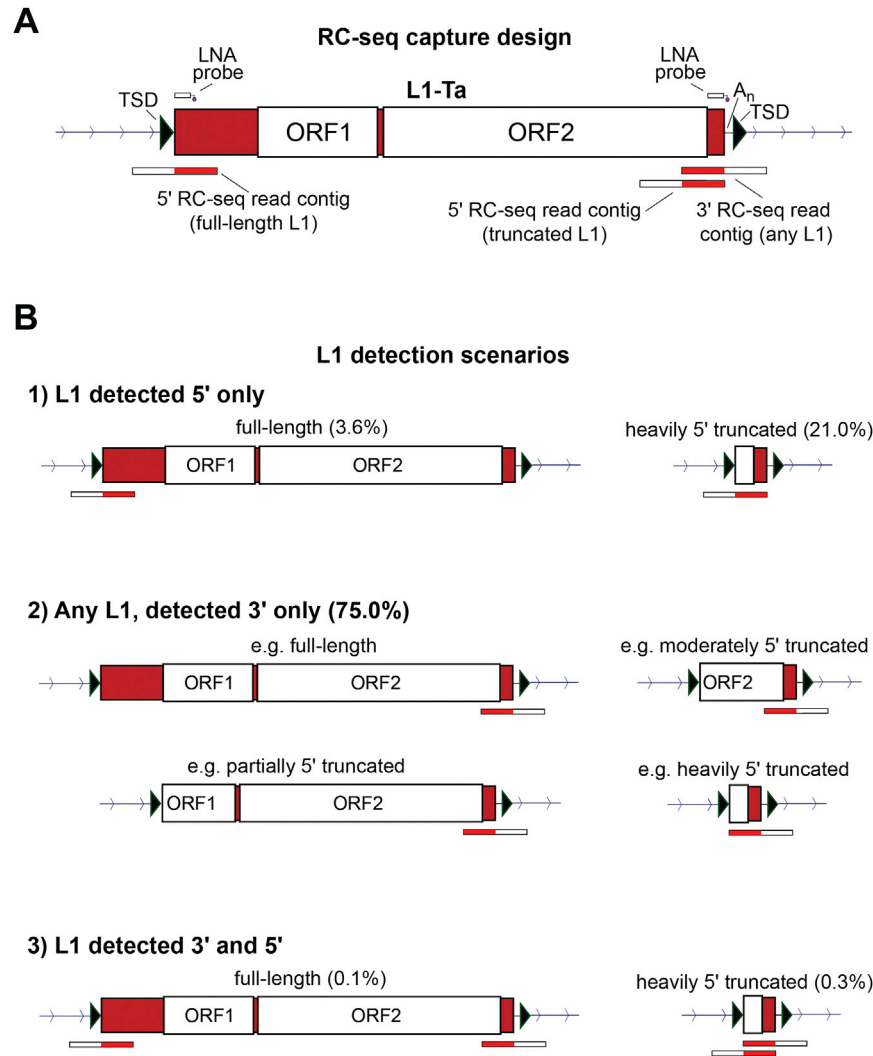 A
RC-seq capture design
LNA
probe
LNA
probe
L1-Ta
An
TSD
TSD
ORF1
ORF2
5' RC-seq read contig
(full-length L1)
5' RC-seq read contig
(truncated L1)
3' RC-seq read
contig (any L1)
B
L1 detection scenarios
1) L1 detected 5' only
full-length (3.6%)
heavily 5' truncated (21.0%)
ORF1
ORF2
2) Any L1, detected 3' only (75.0%)
e.g. full-length
e.g. moderately 5' truncated
ORF1
ORF2
ORF2
e.g. partially 5' truncated
e.g. heavily 5' truncated
ORF1
ORF2
3) L1 detected 3' and 5'
full-length (0.1%)
heavily 5' truncated (0.3%)
ORF1
ORF2